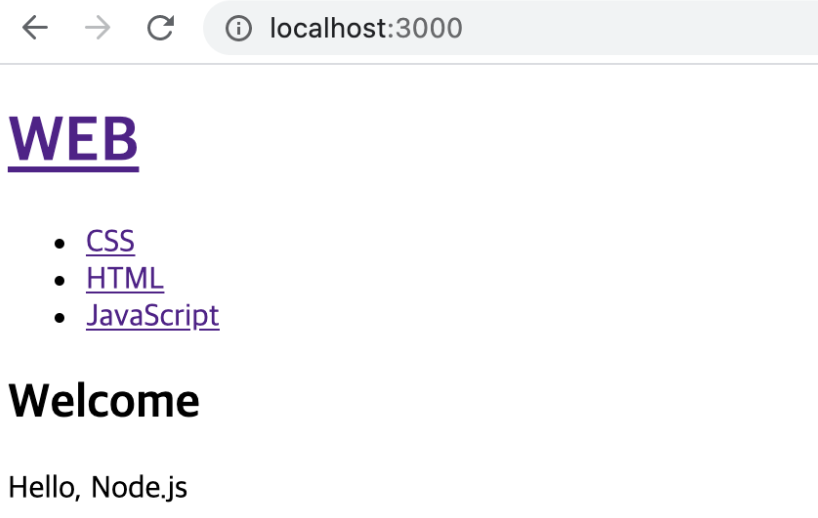 localhost:3000
WEB
CSS
HTML
JavaScript
Welcome
Hello, Node.js